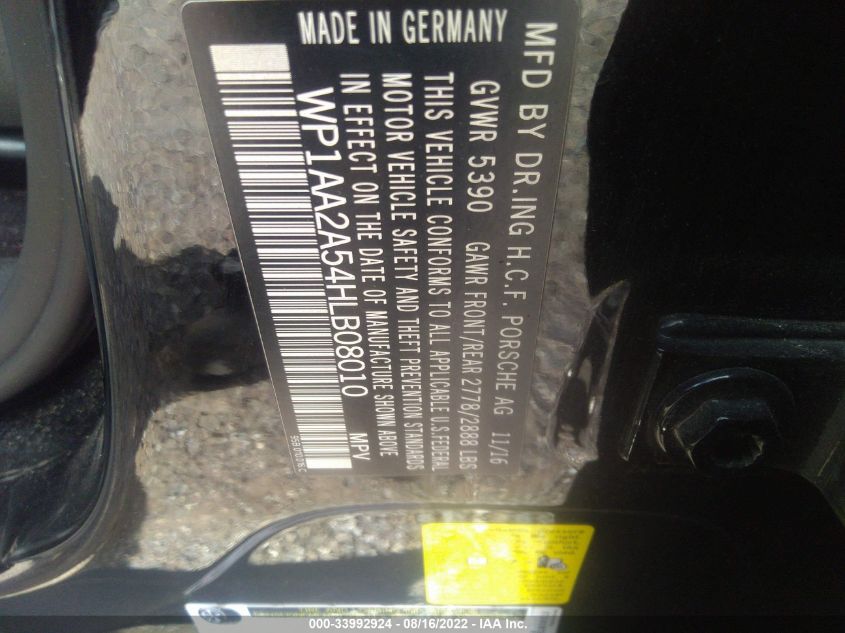 MFD BY DR.ING H.C.F. PORSCHE AG 11/16
GVWR 5390 GAWR FRONT/REAR 2778/2888 LBS
THIS VEHICLE CONFORMS TO ALL APPLICABLE U.S.FEDERAL
MOTOR VEHICLE SAFETY AND THEFT PREVENTION STANDARDS
IN EFFECT ON THE DATE OF MANUFACTURE SHOWN ABOVE
WP1AA2A54HLB08010 MPV
MADE IN GERMANY
000-33992924 - 08/16/2022 - IAA Inc.